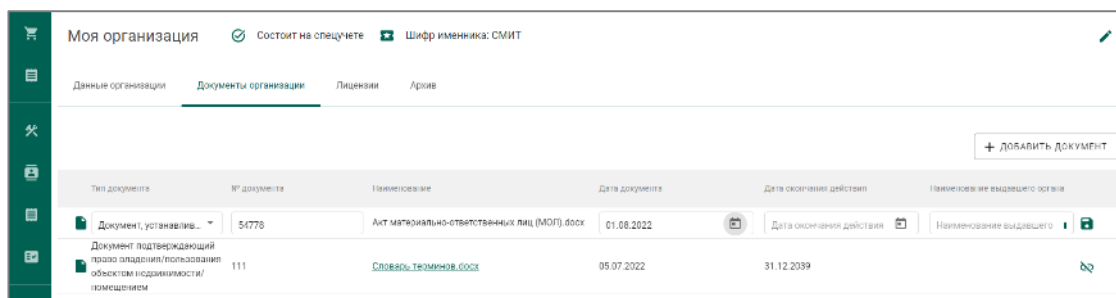 Моя организация Состоит на спецучете Шифр именника: СМИТ
Данные организации Документы организации Лицензии Архив
+ ДОБАВИТЬ ДОКУМЕНТ
Тип документа № документа Наименование Дата документа Дата окончания действия Наименование выдавшего органа
Документ, устанавлив... 54778 Акт материально-ответственных лиц (МОЛ).docx 01.08.2022 Дата окончания действия Наименование выдавшего
Документ подтверждающий
право владения/пользования
объектом недвижимости/
помещением
111 Словарь терминов.docx 05.07.2022 31.12.2039